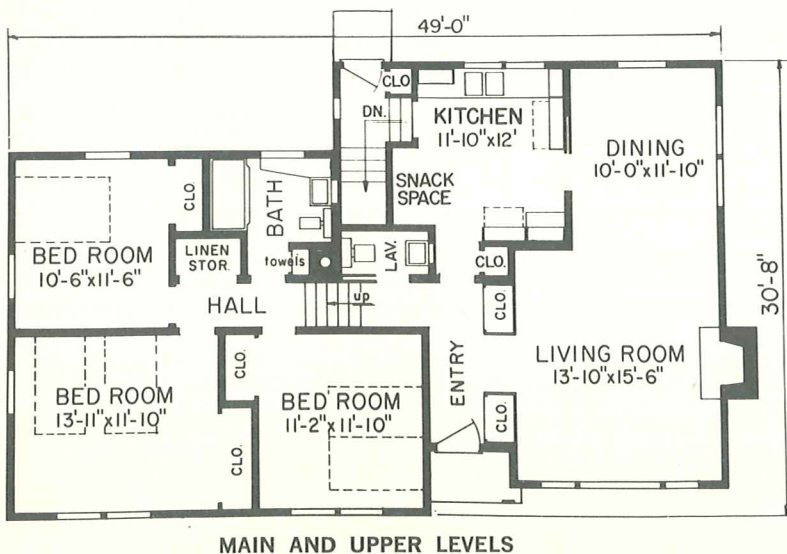 49'-0"
CLO
DN.
KITCHEN
11'-10"x12'
DINING
10'-0"x11'-10"
SNACK
SPACE
CLO.
BATH
BED ROOM
10'-6"x11'-6"
LINEN
STOR.
towels
LAV.
CLO.
30'-8"
HALL
up
CLO.
LIVING ROOM
13'-10"x15'-6"
ENTRY
BED ROOM
13'-11"x11'-10"
CLO.
BED ROOM
11'-2"x11'-10"
CLO.
CLO.
MAIN AND UPPER LEVELS